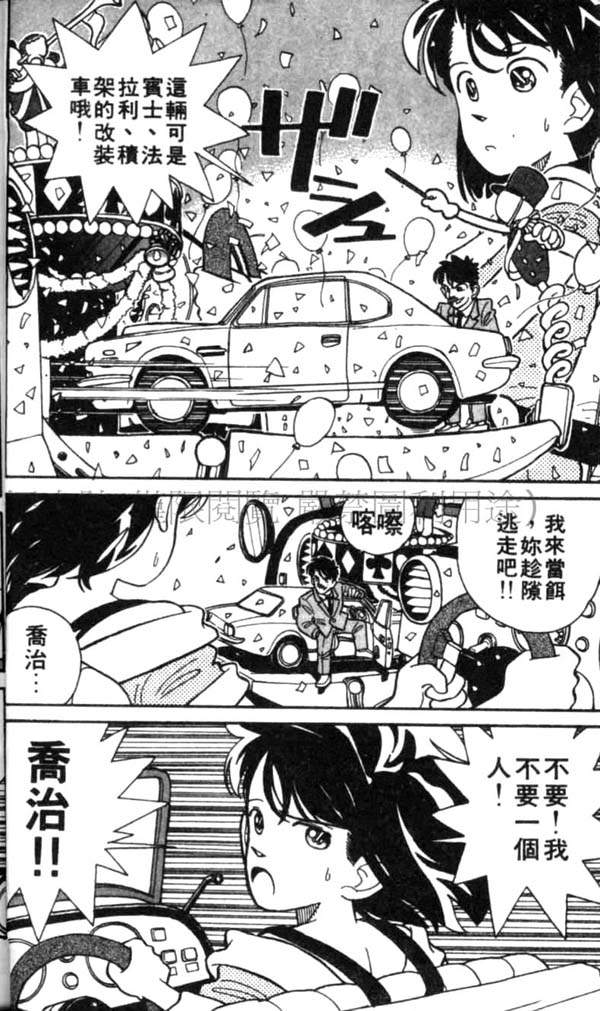 這輛可是
賓士、法
拉利、積
架的改裝
車哦！
ザシュ
我來當餌
，妳趁隙
逃走吧!!
喀嚓
喬治…
不要！我
不要一個
人！
喬治!!